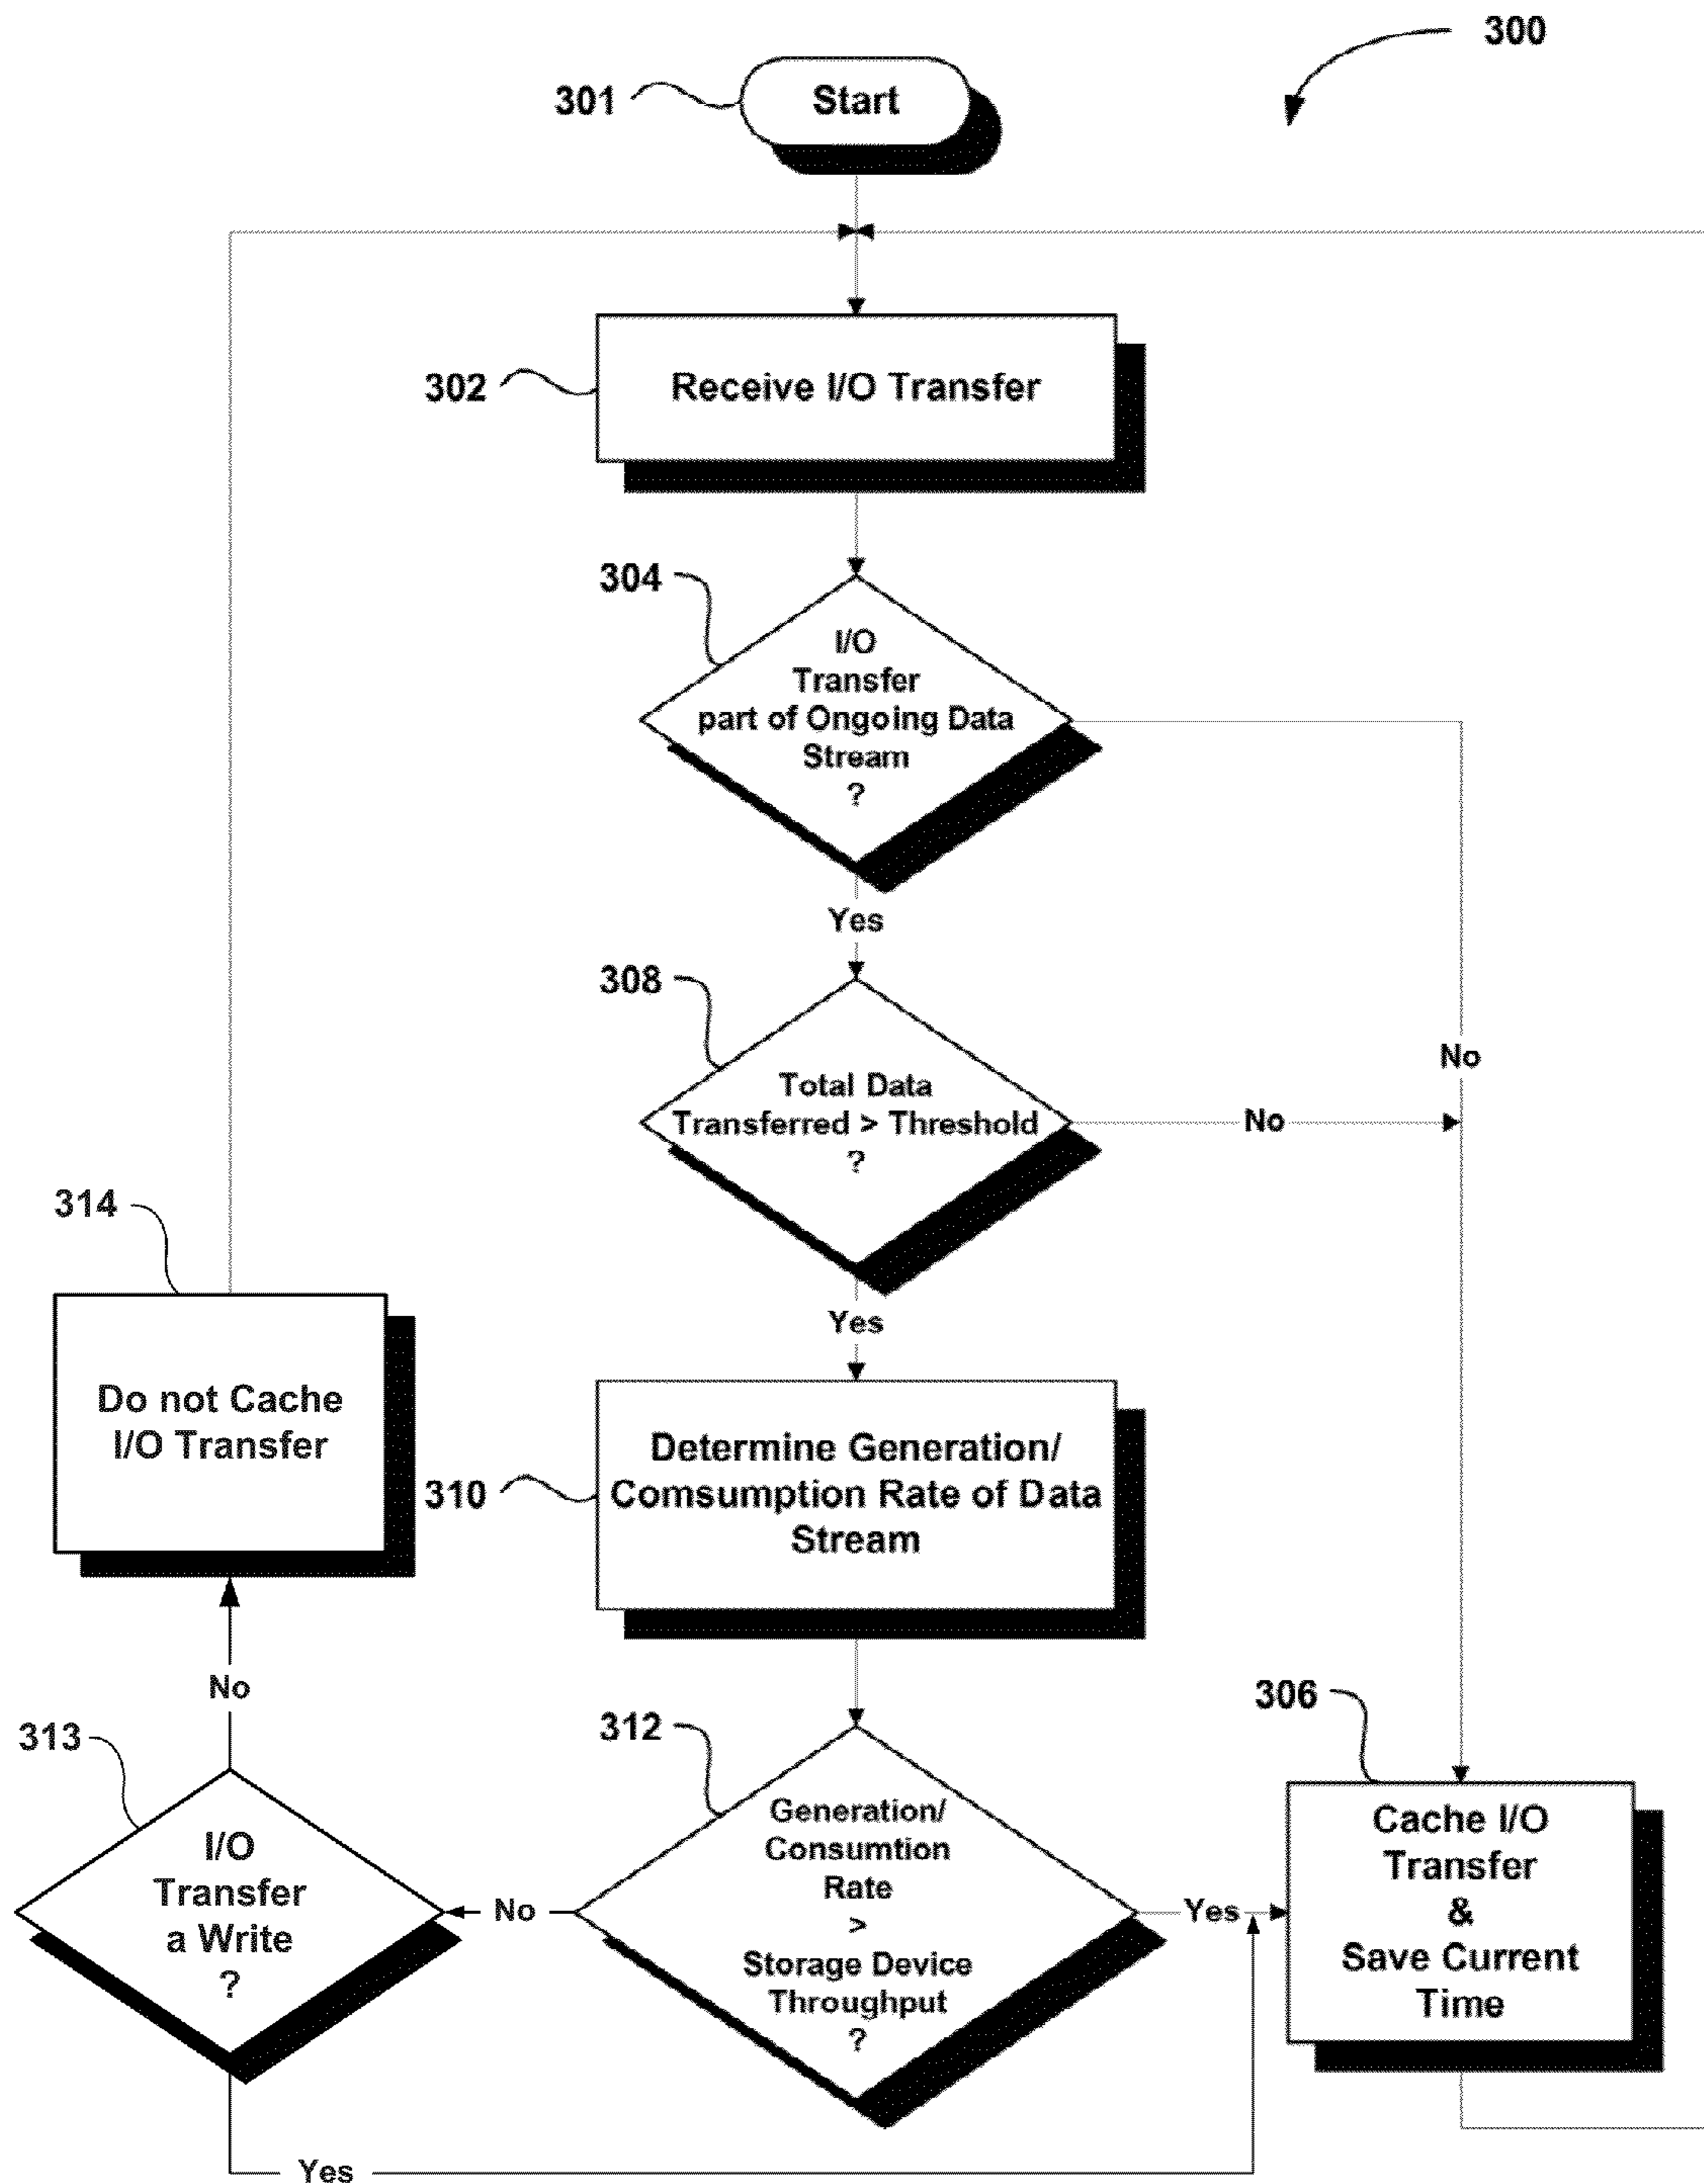 300
301
Start
302
Receive I/O Transfer
304
I/O
Transfer
part of Ongoing Data
Stream
?
Yes
308
No
Total Data
Transferred > Threshold
?
No
314
Yes
Do not Cache
I/O Transfer
310
Determine Generation/
Comsumption Rate of Data
Stream
No
306
313
312
I/O
Transfer
a Write
?
No
Generation/
Consumtion
Rate
>
Storage Device
Throughput
?
Yes
Cache I/O
Transfer
&
Save Current
Time
Yes